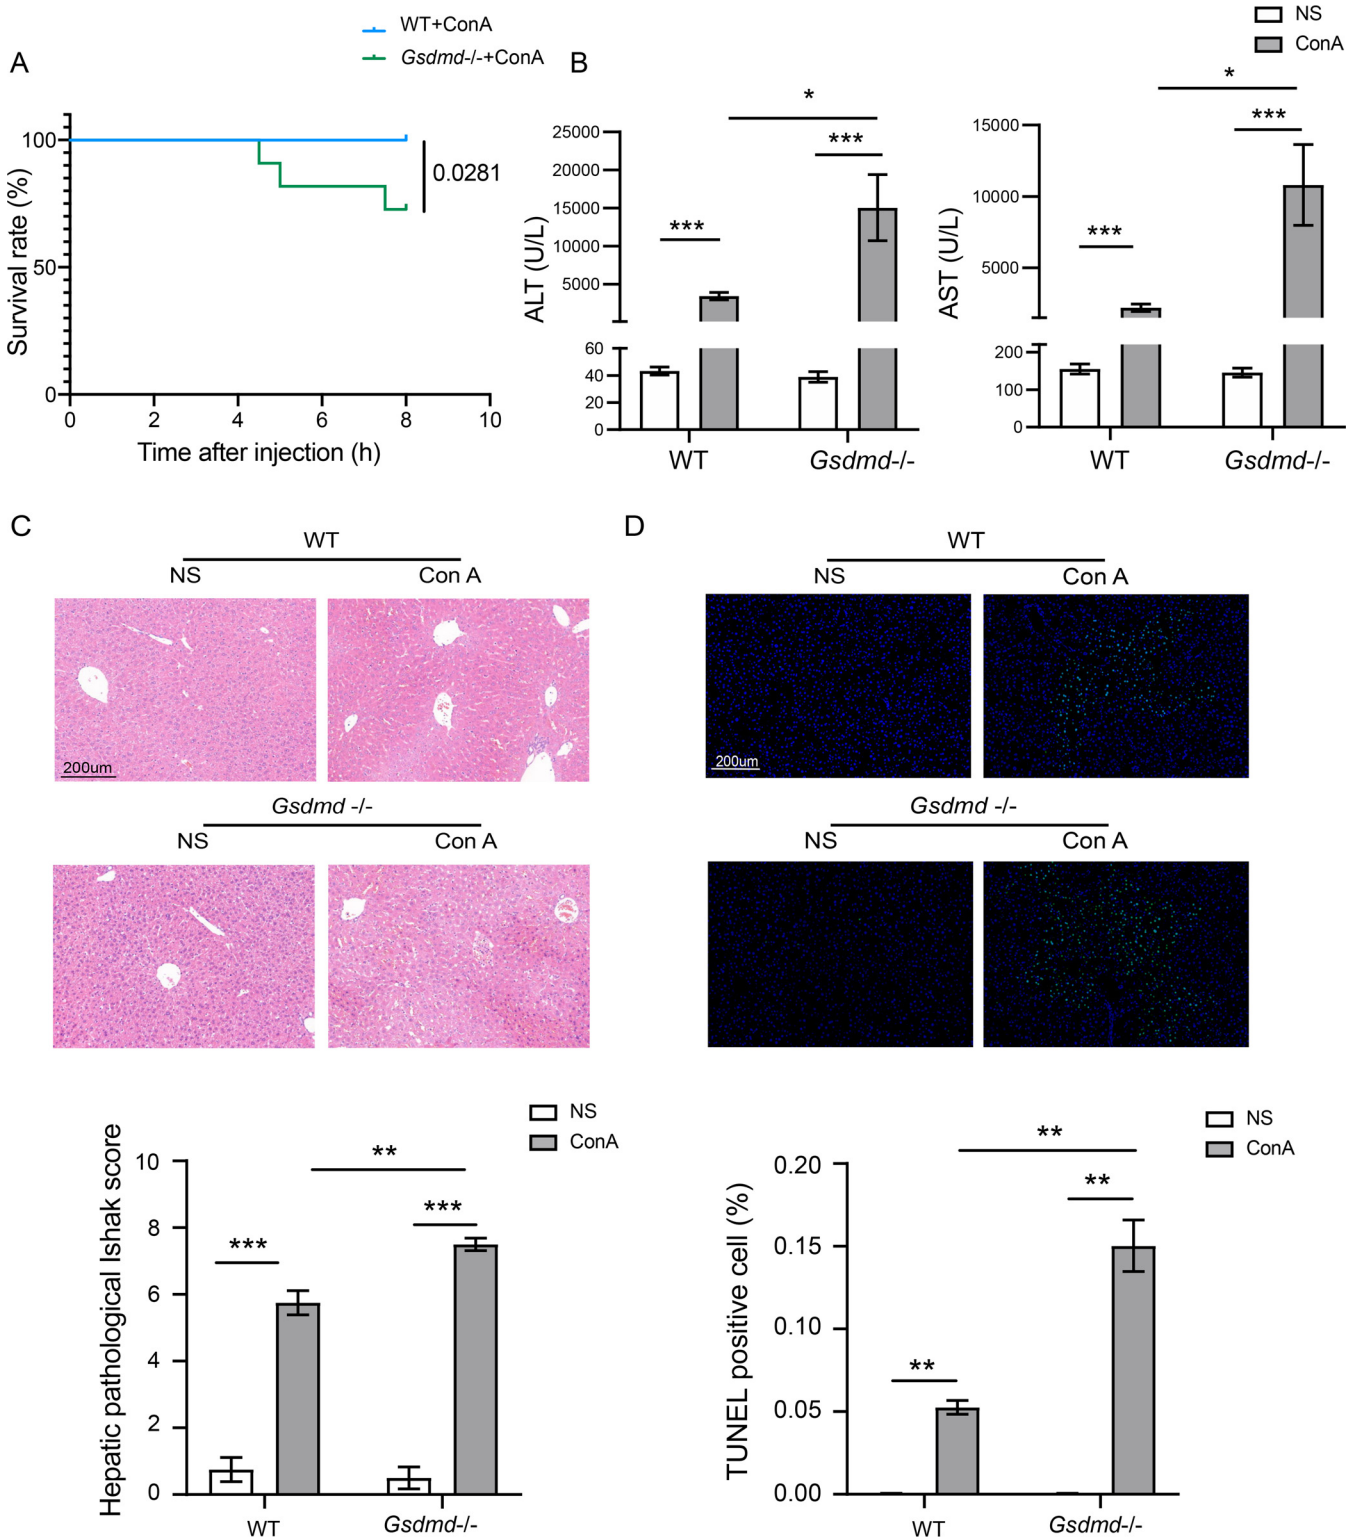 A
WT+ConA
Gsdmd-/-+ConA
Survival rate (%)
100
50
0
0 2 4 6 8 10
Time after injection (h)
0.0281
B
NS
ConA
ALT (U/L)
25000
20000
15000
10000
5000
60
40
20
0
***
***
*
WT Gsdmd-/-
AST (U/L)
15000
10000
5000
200
100
0
***
***
*
WT Gsdmd-/-
C
WT
NS Con A
200um
Gsdmd -/-
NS Con A
NS
ConA
Hepatic pathological Ishak score
10
8
6
4
2
0
***
***
**
WT Gsdmd-/-
D
WT
NS Con A
200um
Gsdmd -/-
NS Con A
NS
ConA
TUNEL positive cell (%)
0.20
0.15
0.10
0.05
0.00
**
**
**
WT Gsdmd-/-